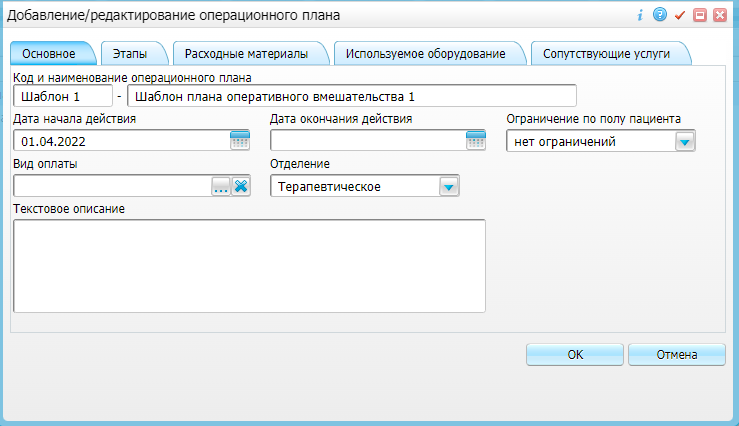 Добавление/редактирование операционного плана
Основное Этапы Расходные материалы Используемое оборудование Сопутствующие услуги
Код и наименование операционного плана
Шаблон 1 - Шаблон плана оперативного вмешательства 1
Дата начала действия Дата окончания действия Ограничение по полу пациента
01.04.2022 нет ограничений
Вид оплаты Отделение
... Терапевтическое
Текстовое описание
OK Отмена